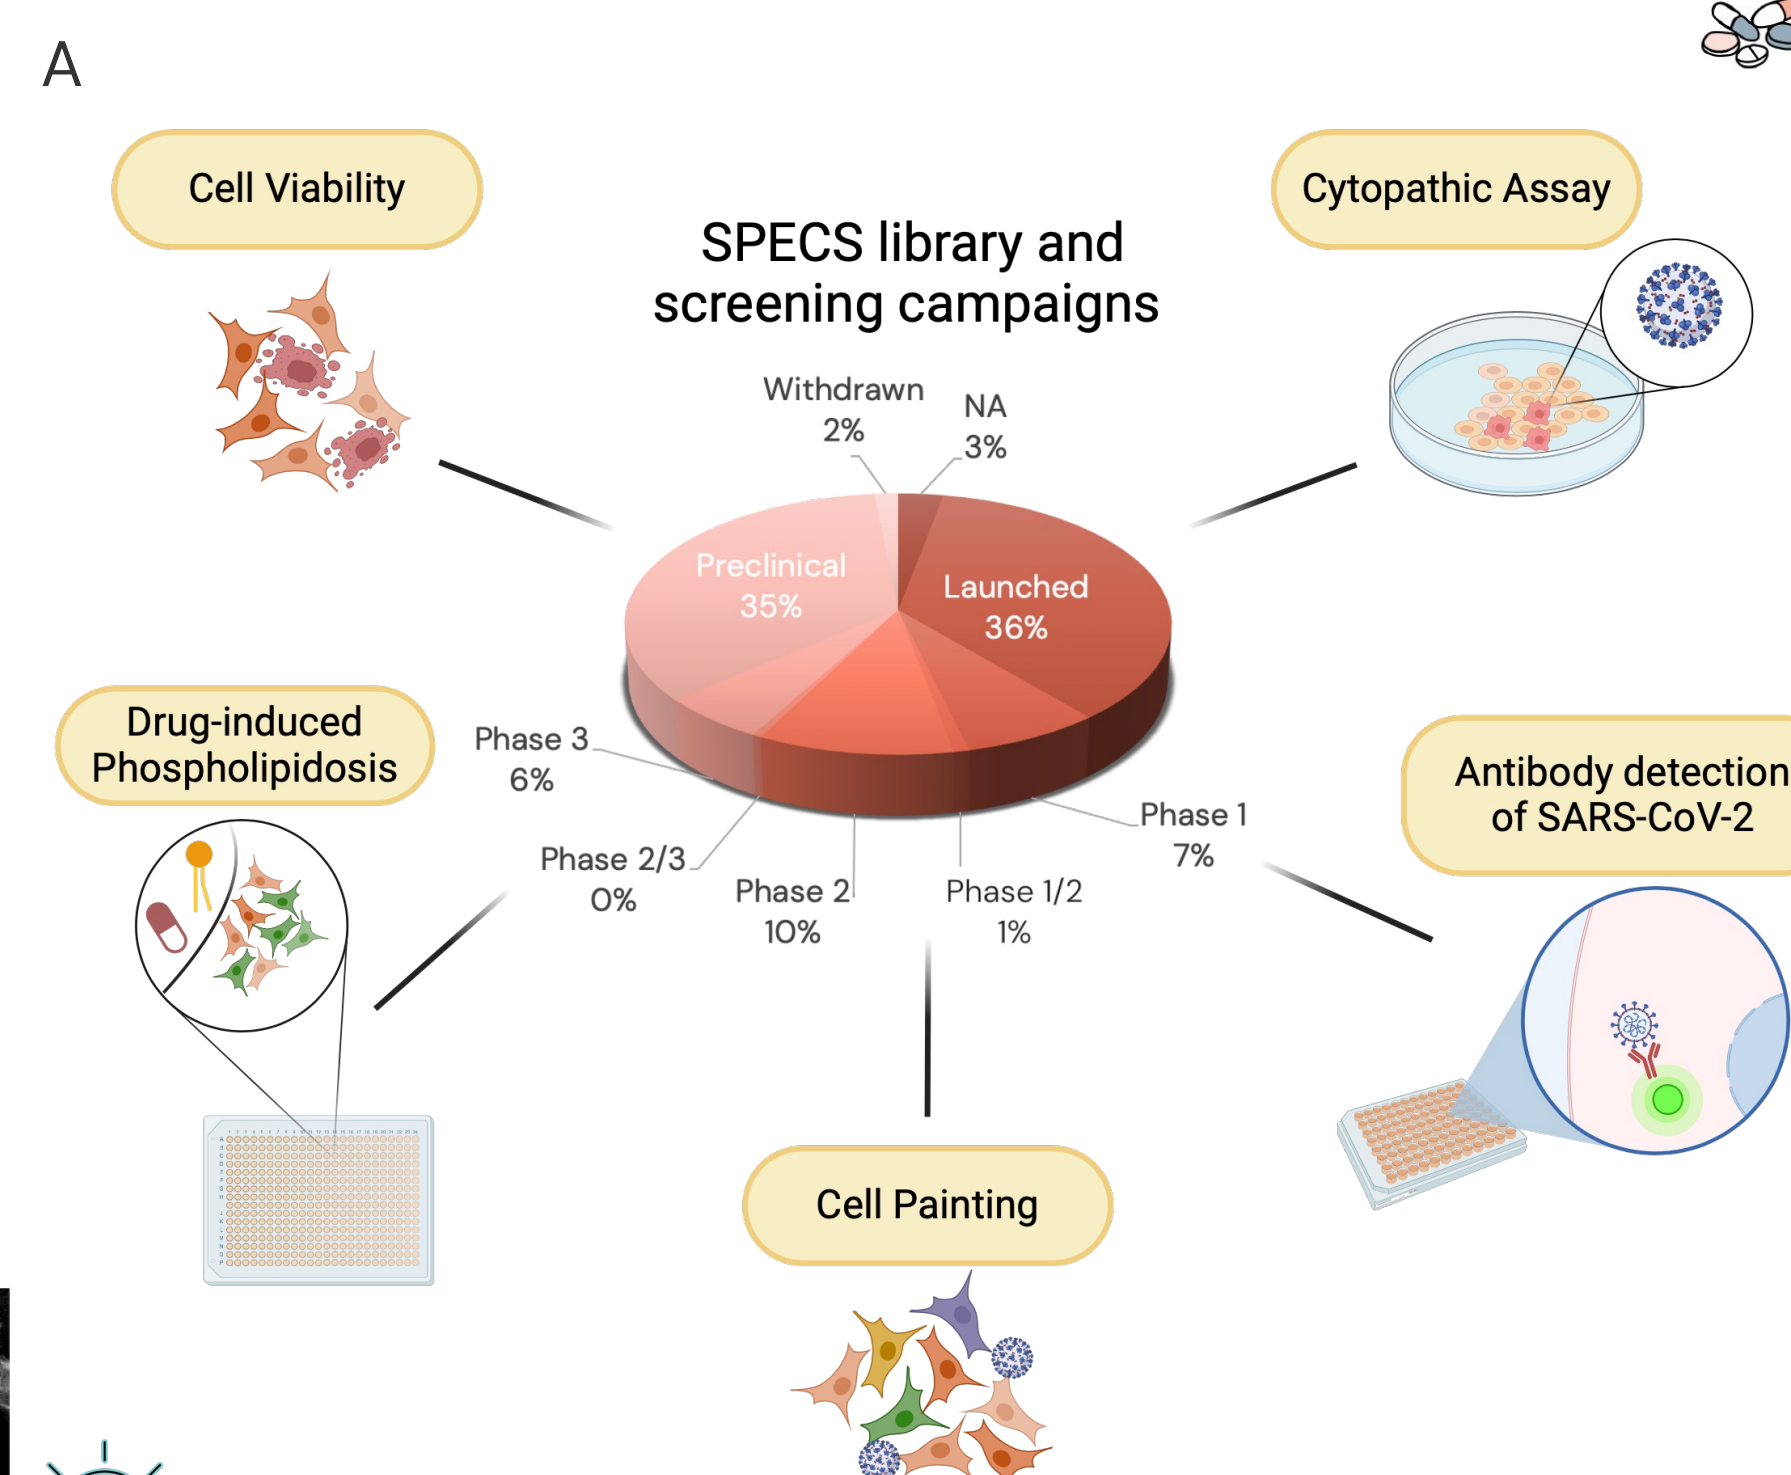 A
Cell Viability
Cytopathic Assay
SPECS library and
screening campaigns
Withdrawn
2%
NA
3%
Preclinical
35%
Launched
36%
Drug-induced
Phospholipidosis
Phase 3
6%
Phase 2/3
0%
Phase 2
10%
Phase 1/2
1%
Phase 1
7%
Antibody detection
of SARS-CoV-2
Cell Painting